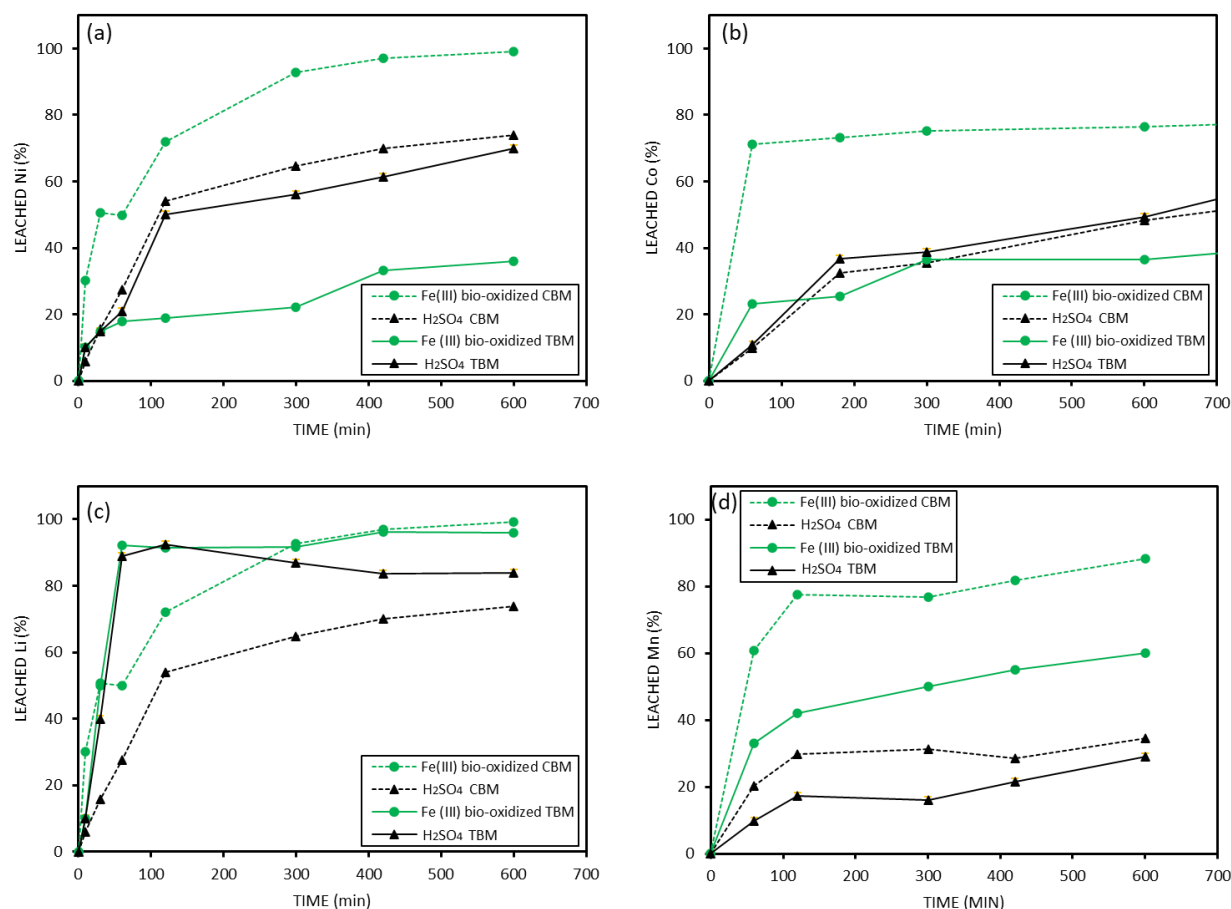 (a)
LEACHED Ni (%)
100
80
60
40
20
0
Fe(III) bio-oxidized CBM
H₂SO₄ CBM
Fe (III) bio-oxidized TBM
H₂SO₄ TBM
0 100 200 300 400 500 600 700
TIME (min)
(b)
LEACHED Co (%)
100
80
60
40
20
0
Fe(III) bio-oxidized CBM
H₂SO₄ CBM
Fe (III) bio-oxidized TBM
H₂SO₄ TBM
0 100 200 300 400 500 600 700
TIME (min)
(c)
LEACHED Li (%)
100
80
60
40
20
0
Fe(III) bio-oxidized CBM
H₂SO₄ CBM
Fe (III) bio-oxidized TBM
H₂SO₄ TBM
0 100 200 300 400 500 600 700
TIME (min)
(d)
LEACHED Mn (%)
100
80
60
40
20
0
Fe(III) bio-oxidized CBM
H₂SO₄ CBM
Fe (III) bio-oxidized TBM
H₂SO₄ TBM
0 100 200 300 400 500 600 700
TIME (MIN)